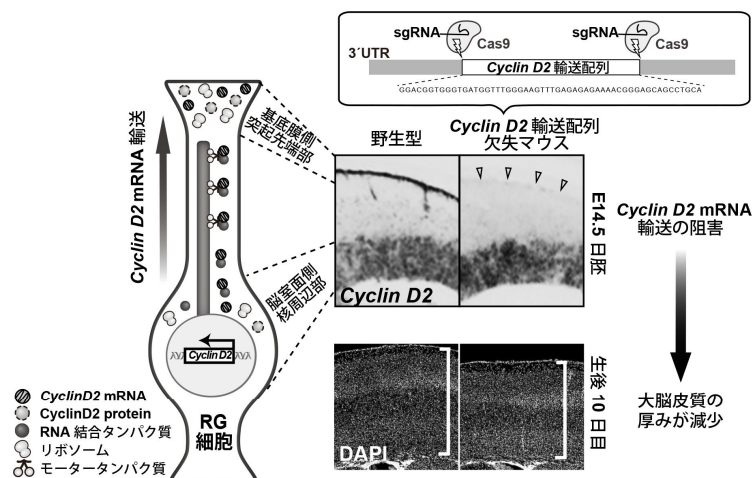 sgRNA
Cas9
sgRNA
Cas9
3´UTR
Cyclin D2 輸送配列
GGACGGTGGGTGATGGTTTGGGAAGTTTGAGAGAGAAAACGGGAGCAGCCTGCA
Cyclin D2 輸送配列
欠失マウス
野生型
基底膜側
突起先端部
Cyclin D2 mRNA 輸送
E14.5 日胚
Cyclin D2
Cyclin D2 mRNA
輸送の阻害
脳室面側
核周辺部
Cyclin D2
RG
細胞
CyclinD2 mRNA
CyclinD2 protein
RNA 結合タンパク質
リボソーム
モータータンパク質
DAPI
生後 10 日目
大脳皮質の
厚みが減少